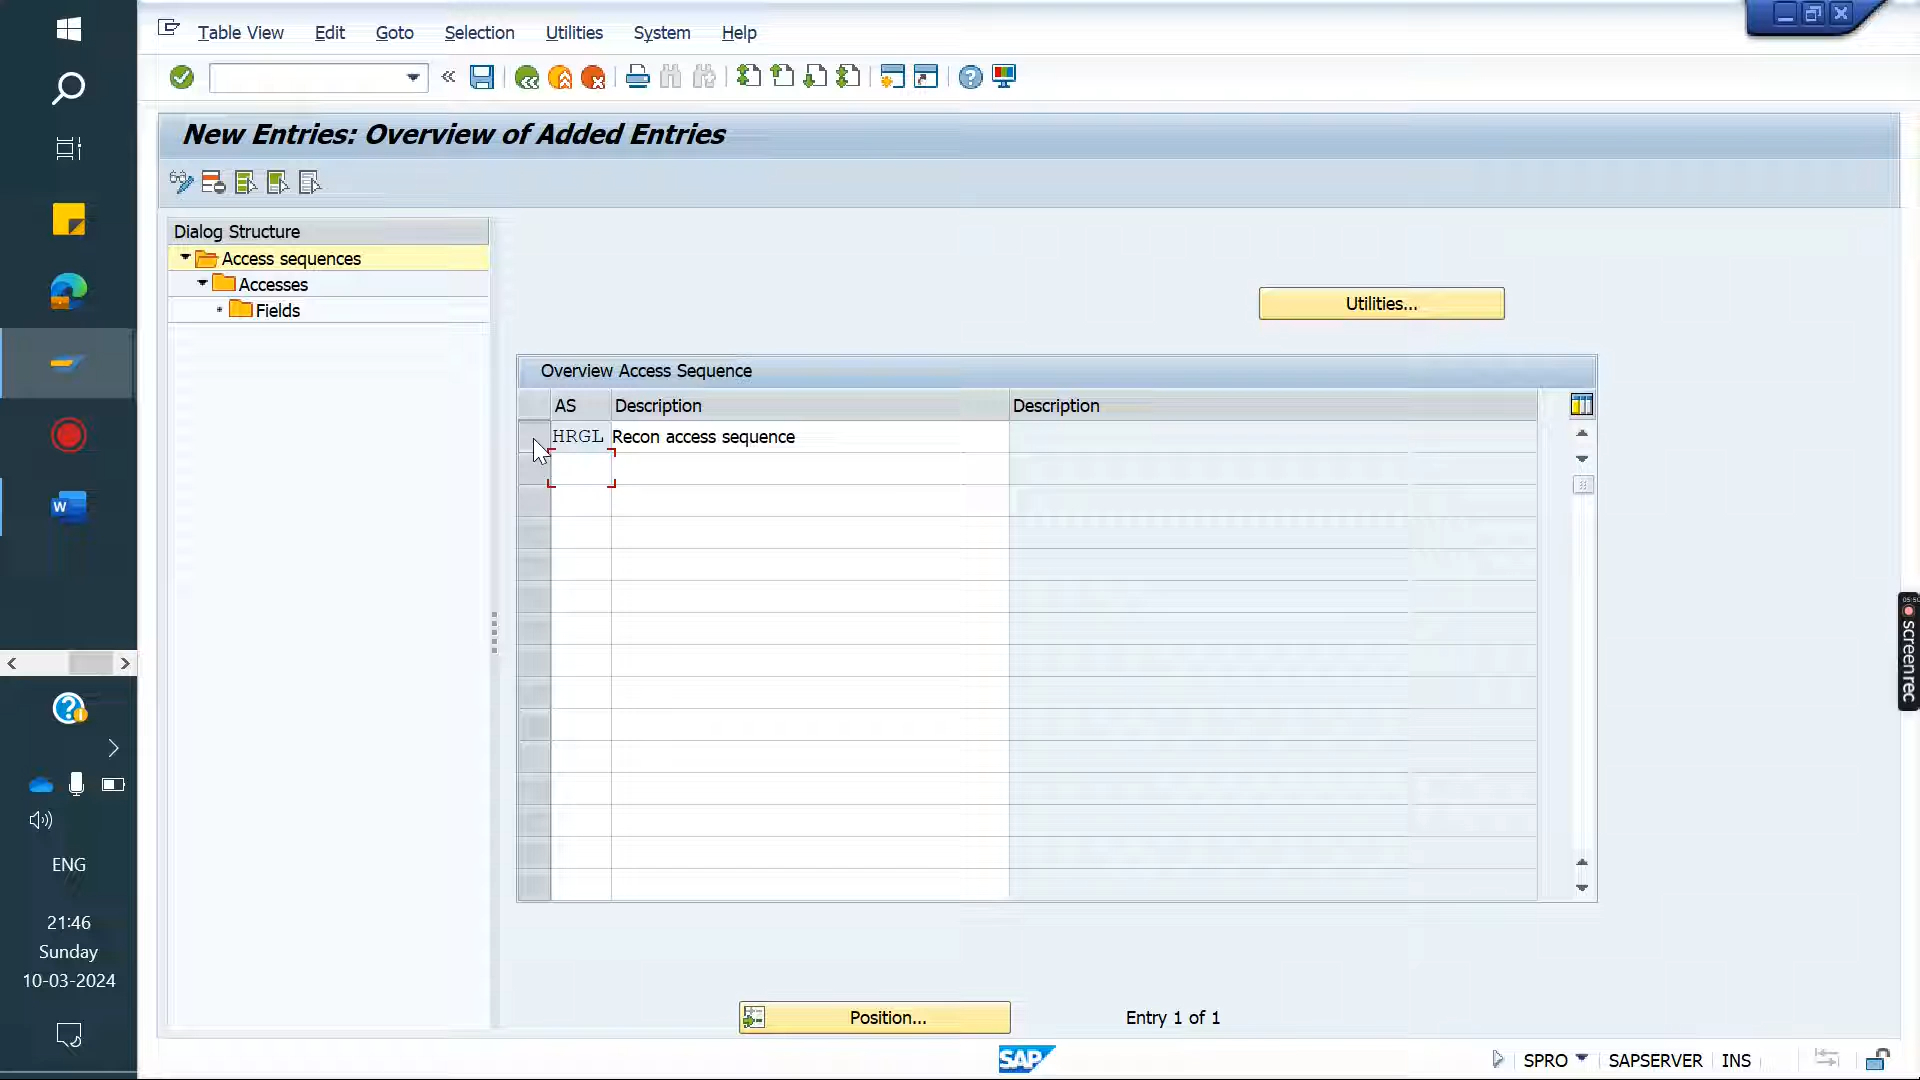 Table View Edit Goto Selection Utilities System Help
New Entries: Overview of Added Entries
Dialog Structure
Access sequences
Accesses
Fields
Utilities...
Overview Access Sequence
AS Description Description
HRGL Recon access sequence
Position... Entry 1 of 1
SAP SPRO SAPSERVER INS
W
ENG
21:46
Sunday
10-03-2024
screenrec